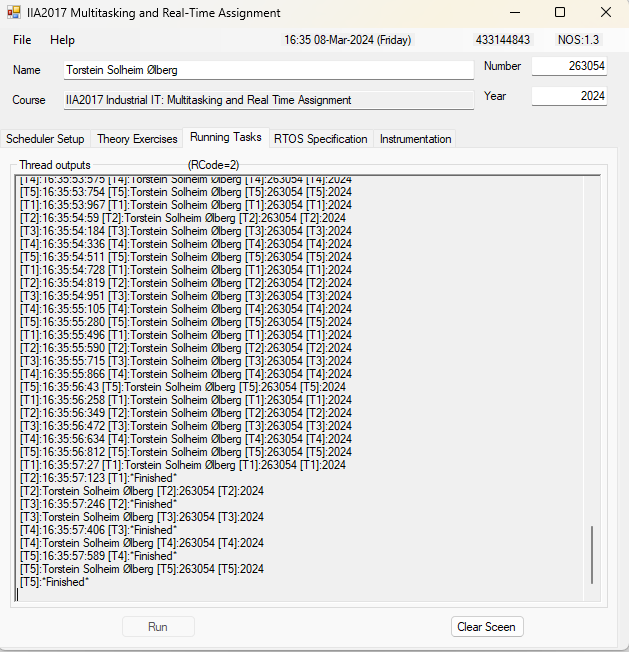 IIA2017 Multitasking and Real-Time Assignment
File Help 16:35 08-Mar-2024 (Friday) 433144843 NOS:1.3
Name Torstein Solheim Ølberg Number 263054
Course IIA2017 Industrial IT: Multitasking and Real Time Assignment Year 2024
Scheduler Setup Theory Exercises Running Tasks RTOS Specification Instrumentation
Thread outputs (RCode=2)
[T4]:16:35:53:575 [T4]:Torstein Solheim Ølberg [T4]:263054 [T4]:2024
[T5]:16:35:53:754 [T5]:Torstein Solheim Ølberg [T5]:263054 [T5]:2024
[T1]:16:35:53:967 [T1]:Torstein Solheim Ølberg [T1]:263054 [T1]:2024
[T2]:16:35:54:59 [T2]:Torstein Solheim Ølberg [T2]:263054 [T2]:2024
[T3]:16:35:54:184 [T3]:Torstein Solheim Ølberg [T3]:263054 [T3]:2024
[T4]:16:35:54:336 [T4]:Torstein Solheim Ølberg [T4]:263054 [T4]:2024
[T5]:16:35:54:511 [T5]:Torstein Solheim Ølberg [T5]:263054 [T5]:2024
[T1]:16:35:54:728 [T1]:Torstein Solheim Ølberg [T1]:263054 [T1]:2024
[T2]:16:35:54:819 [T2]:Torstein Solheim Ølberg [T2]:263054 [T2]:2024
[T3]:16:35:54:951 [T3]:Torstein Solheim Ølberg [T3]:263054 [T3]:2024
[T4]:16:35:55:105 [T4]:Torstein Solheim Ølberg [T4]:263054 [T4]:2024
[T5]:16:35:55:280 [T5]:Torstein Solheim Ølberg [T5]:263054 [T5]:2024
[T1]:16:35:55:496 [T1]:Torstein Solheim Ølberg [T1]:263054 [T1]:2024
[T2]:16:35:55:590 [T2]:Torstein Solheim Ølberg [T2]:263054 [T2]:2024
[T3]:16:35:55:715 [T3]:Torstein Solheim Ølberg [T3]:263054 [T3]:2024
[T4]:16:35:55:866 [T4]:Torstein Solheim Ølberg [T4]:263054 [T4]:2024
[T5]:16:35:56:43 [T5]:Torstein Solheim Ølberg [T5]:263054 [T5]:2024
[T1]:16:35:56:258 [T1]:Torstein Solheim Ølberg [T1]:263054 [T1]:2024
[T2]:16:35:56:349 [T2]:Torstein Solheim Ølberg [T2]:263054 [T2]:2024
[T3]:16:35:56:472 [T3]:Torstein Solheim Ølberg [T3]:263054 [T3]:2024
[T4]:16:35:56:634 [T4]:Torstein Solheim Ølberg [T4]:263054 [T4]:2024
[T5]:16:35:56:812 [T5]:Torstein Solheim Ølberg [T5]:263054 [T5]:2024
[T1]:16:35:57:27 [T1]:Torstein Solheim Ølberg [T1]:263054 [T1]:2024
[T2]:16:35:57:123 [T1]:*Finished*
[T2]:Torstein Solheim Ølberg [T2]:263054 [T2]:2024
[T3]:16:35:57:246 [T2]:*Finished*
[T3]:Torstein Solheim Ølberg [T3]:263054 [T3]:2024
[T4]:16:35:57:406 [T3]:*Finished*
[T4]:Torstein Solheim Ølberg [T4]:263054 [T4]:2024
[T5]:16:35:57:589 [T4]:*Finished*
[T5]:Torstein Solheim Ølberg [T5]:263054 [T5]:2024
[T5]:*Finished*
Run Clear Sceen